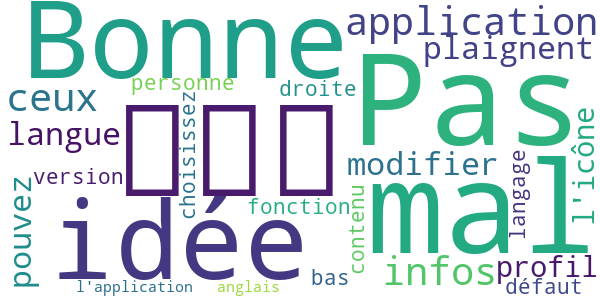 Bonne
application
plaignent
personne
droite
ceux
choisissez
Pas
langue
l'icône
modifier
version
langage
mal
pouvez
fonction
contenu
idée
infos
profil
bas
défaut
l'application
anglais